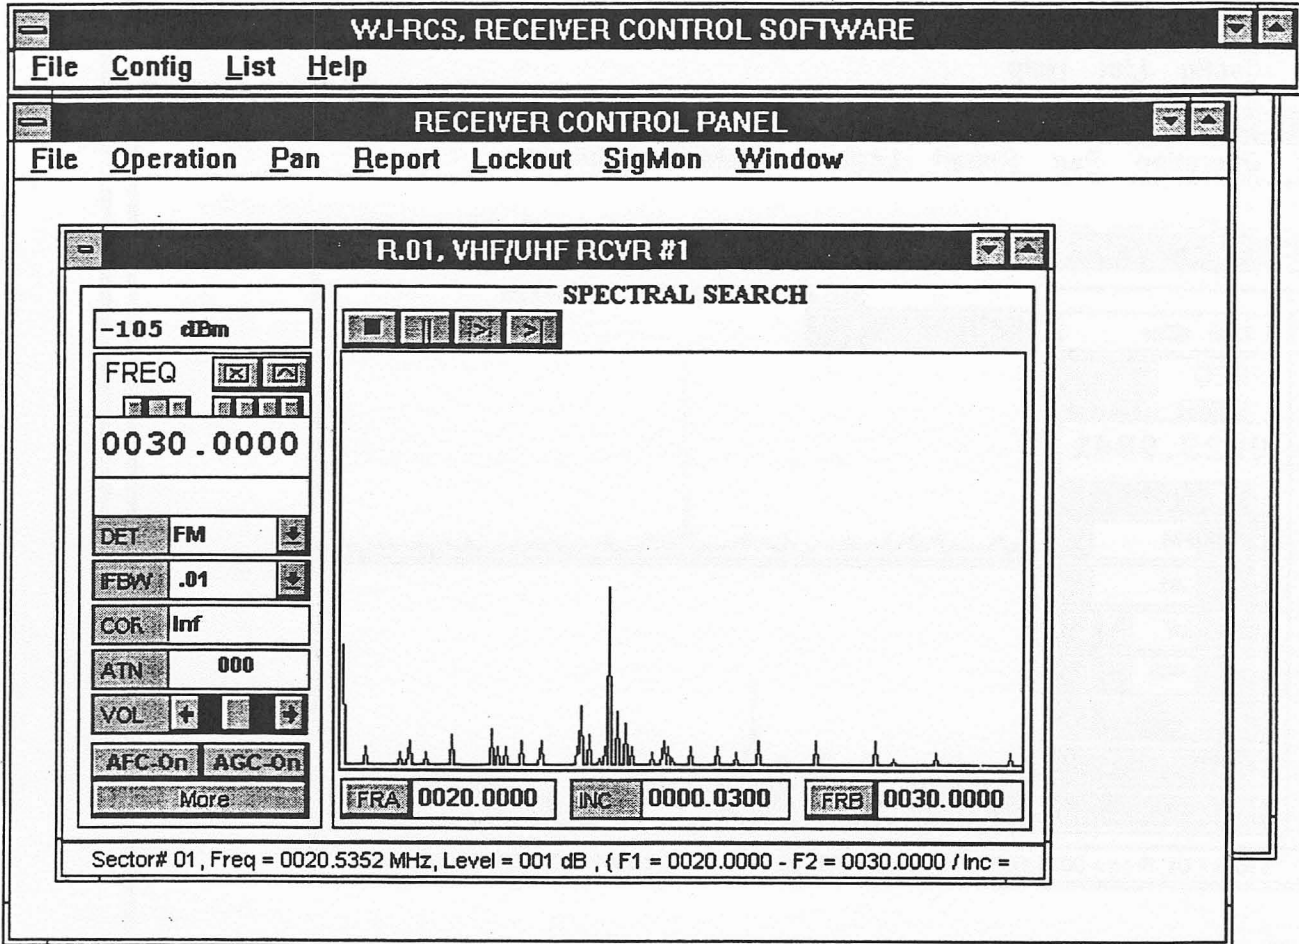 WJ-RCS, RECEIVER CONTROL SOFTWARE
File Config List Help
RECEIVER CONTROL PANEL
File Operation Pan Report Lockout SigMon Window
R.01, VHF/UHF RCVR #1
SPECTRAL SEARCH
-105 dBm
FREQ
0030.0000
DET FM
IFBW .01
COR Inf
ATN 000
VOL
AFC-On AGC-On
More
FRA 0020.0000 INC 0000.0300 FRB 0030.0000
Sector# 01 , Freq = 0020.5352 MHz, Level = 001 dB , { F1 = 0020.0000 - F2 = 0030.0000 / Inc =